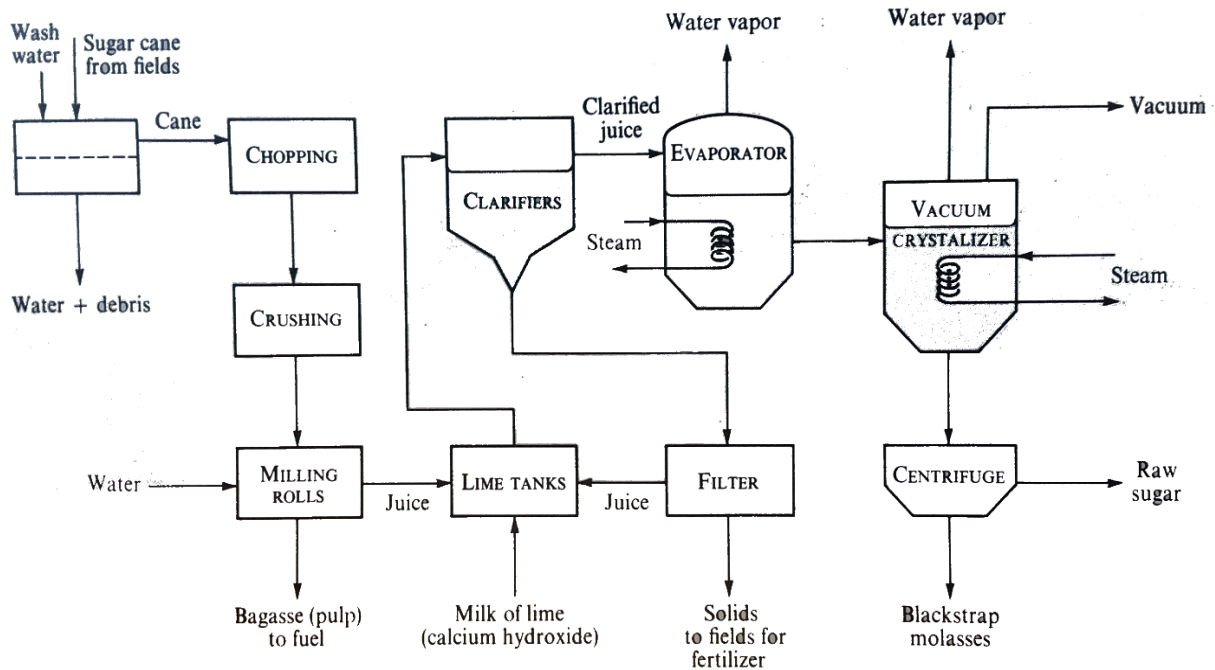 Wash
water
Sugar cane
from fields
Cane
CHOPPING
Water + debris
CRUSHING
Water
MILLING
ROLLS
Juice
Bagasse (pulp)
to fuel
LIME TANKS
Milk of lime
(calcium hydroxide)
Juice
FILTER
Solids
to fields for
fertilizer
CLARIFIERS
Clarified
juice
Water vapor
EVAPORATOR
Steam
Water vapor
Vacuum
VACUUM
CRYSTALIZER
Steam
CENTRIFUGE
Raw
sugar
Blackstrap
molasses